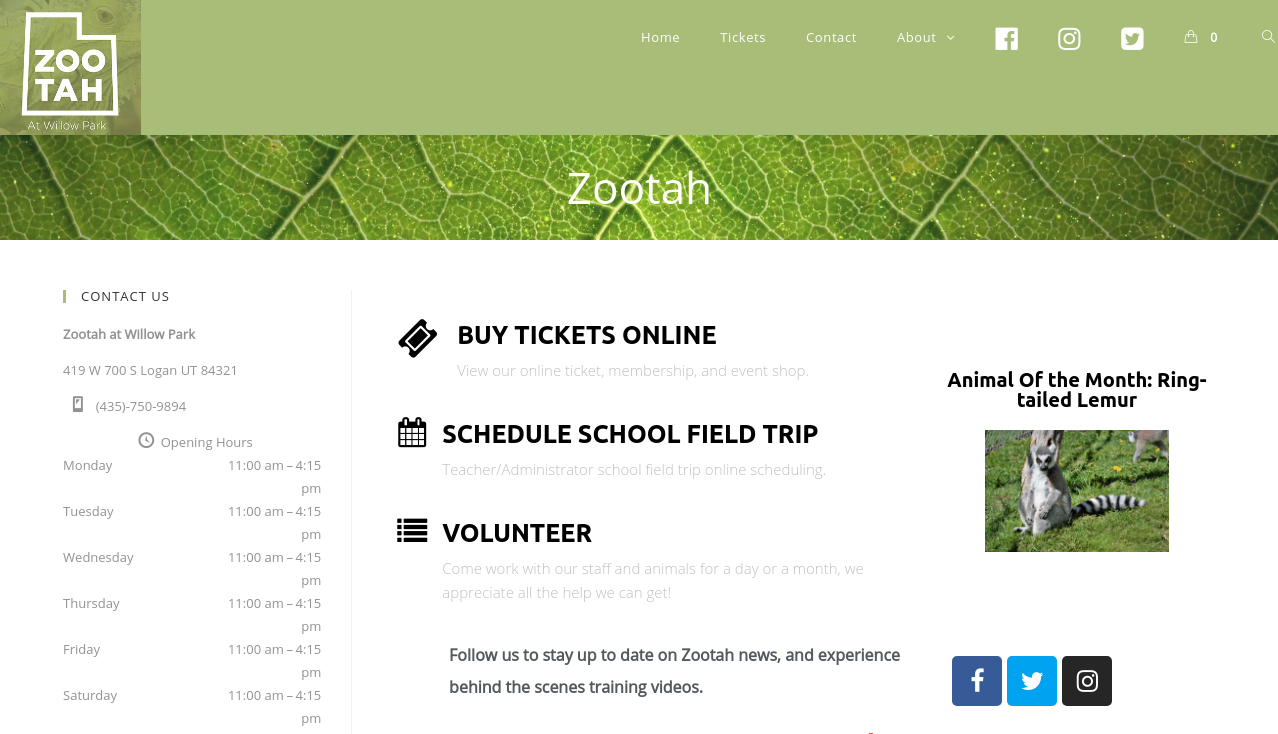 ZOO
TAH
At Willow Park
Home
Tickets
Contact
About
0
Zootah
CONTACT US
Zootah at Willow Park
419 W 700 S Logan UT 84321
(435)-750-9894
Opening Hours
Monday 11:00 am – 4:15
pm
Tuesday 11:00 am – 4:15
pm
Wednesday 11:00 am – 4:15
pm
Thursday 11:00 am – 4:15
pm
Friday 11:00 am – 4:15
pm
Saturday 11:00 am – 4:15
pm
BUY TICKETS ONLINE
View our online ticket, membership, and event shop.
SCHEDULE SCHOOL FIELD TRIP
Teacher/Administrator school field trip online scheduling.
VOLUNTEER
Come work with our staff and animals for a day or a month, we
appreciate all the help we can get!
Follow us to stay up to date on Zootah news, and experience
behind the scenes training videos.
Animal Of the Month: Ring-
tailed Lemur